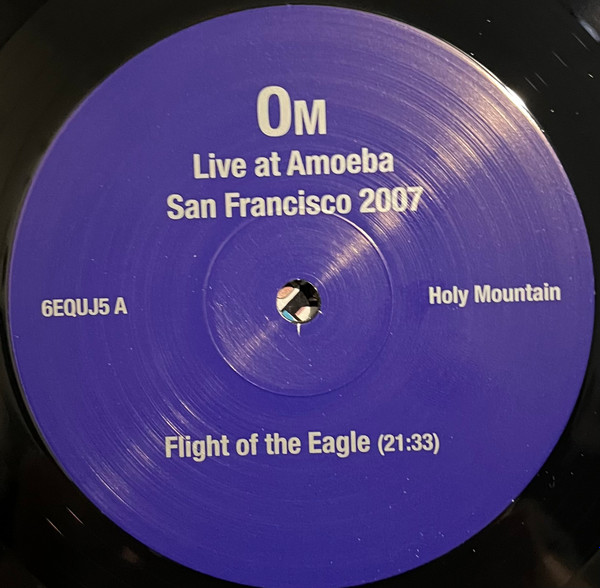 OM
Live at Amoeba
San Francisco 2007
6EQUJ5 A
Holy Mountain
Flight of the Eagle (21:33)